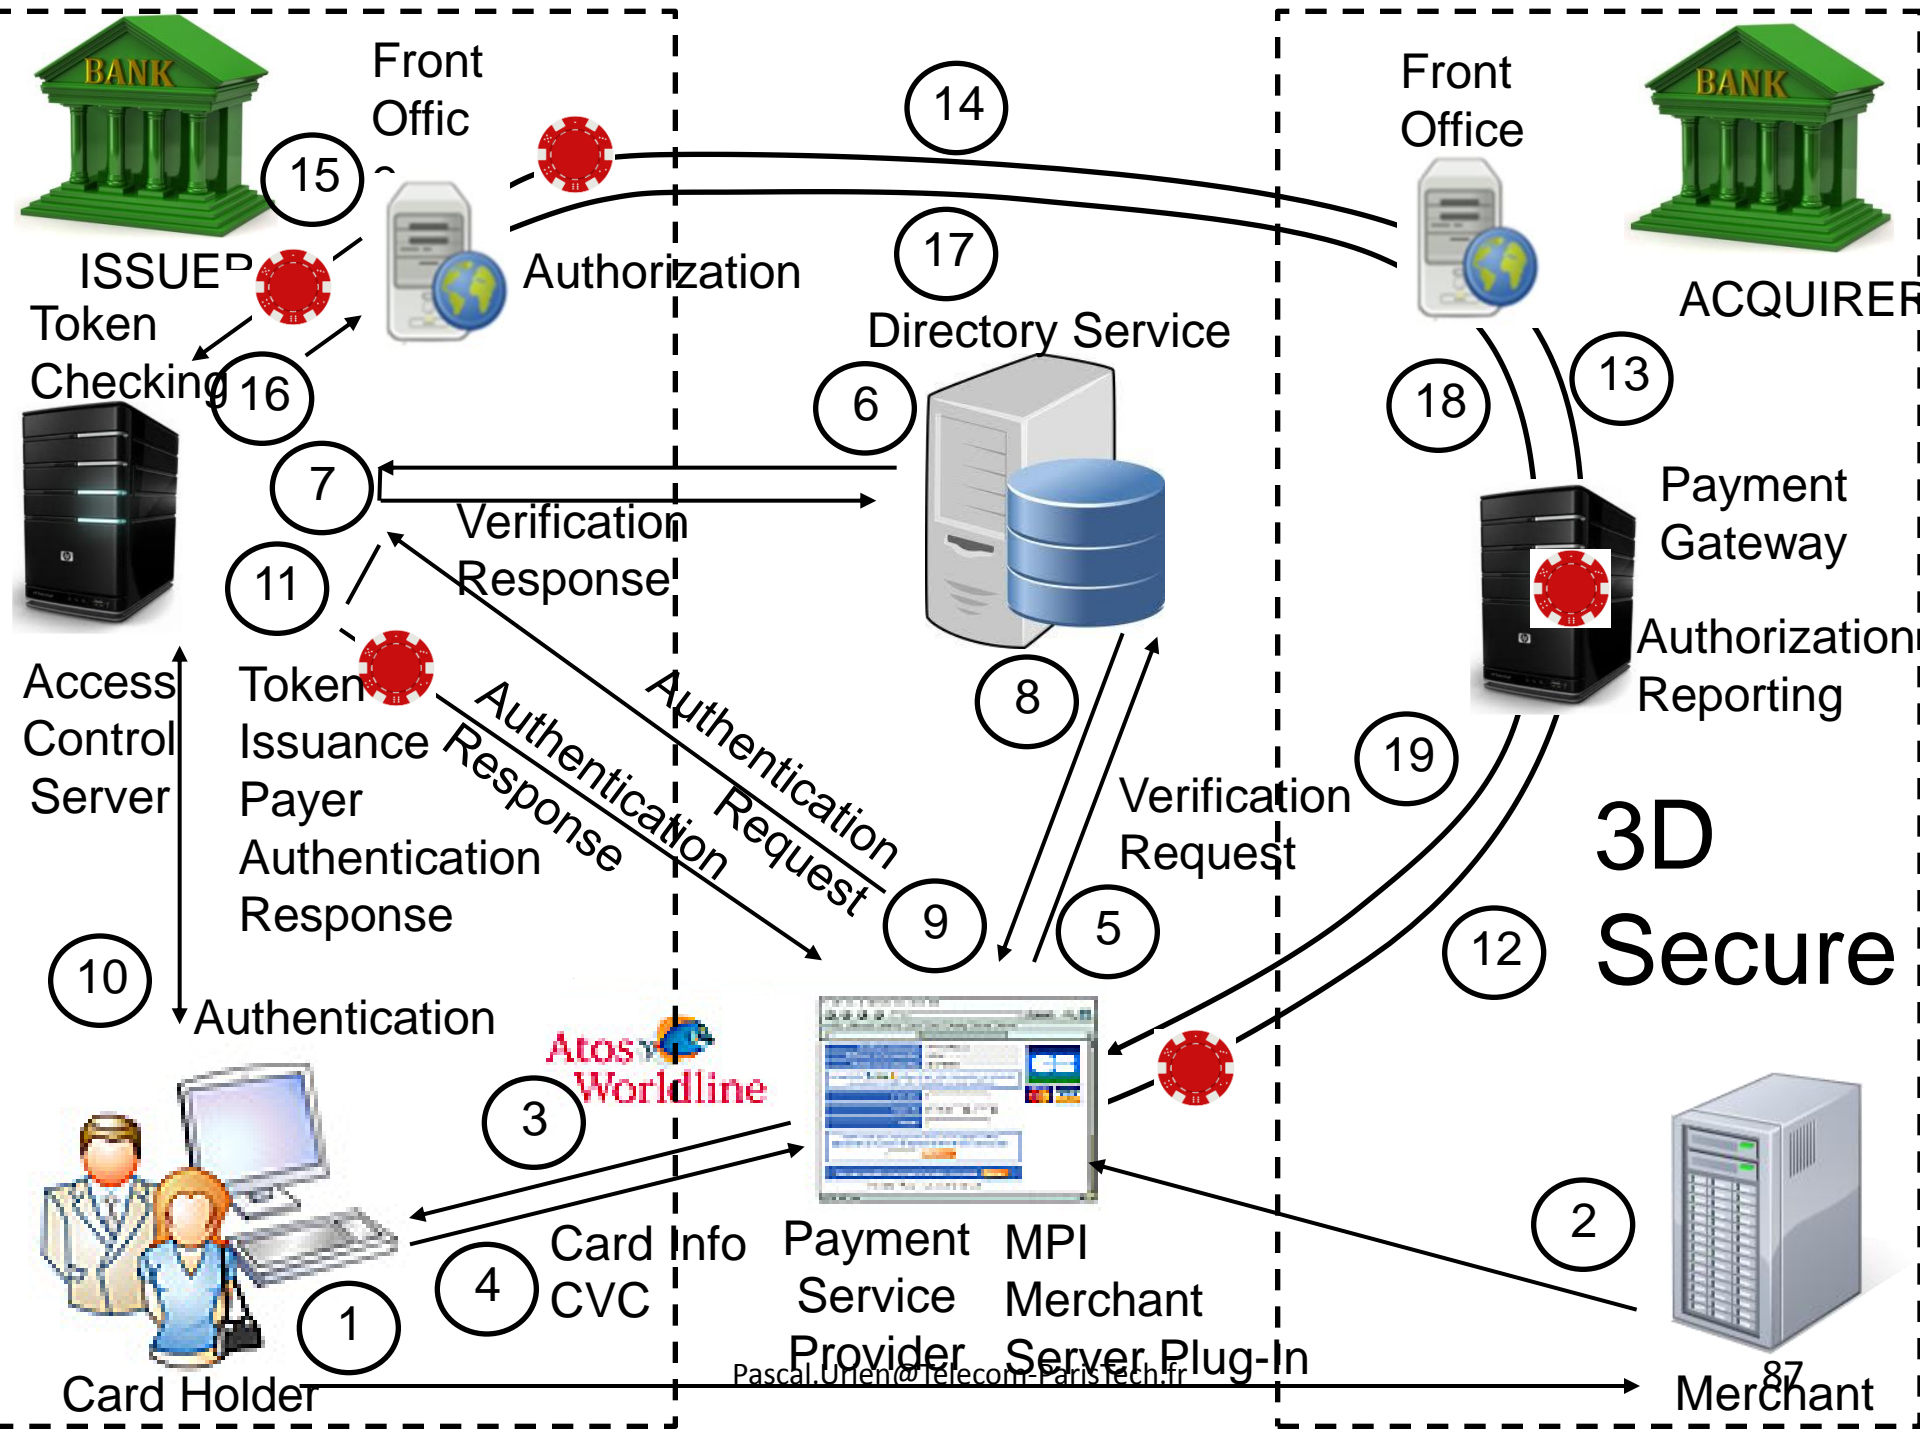 BANK
Front
Offic
14
Front
Office
BANK
15
ISSUER
Authorization
17
ACQUIRER
Token
Checking
16
Directory Service
6
18
13
7
Verification
Response
11
Payment
Gateway
Authorization
Reporting
Access
Control
Server
Token
Issuance
Payer
Authentication
Response
Authentication
Response
Authentication
Request
8
Verification
Request
19
3D
Secure
9
5
12
10
Authentication
Atos
Worldline
3
2
4
Card Info
CVC
Payment
Service
Provider
MPI
Merchant
Server Plug-In
1
Card Holder
Pascal.Urien@Telecom-ParisTech.fr
87
Merchant